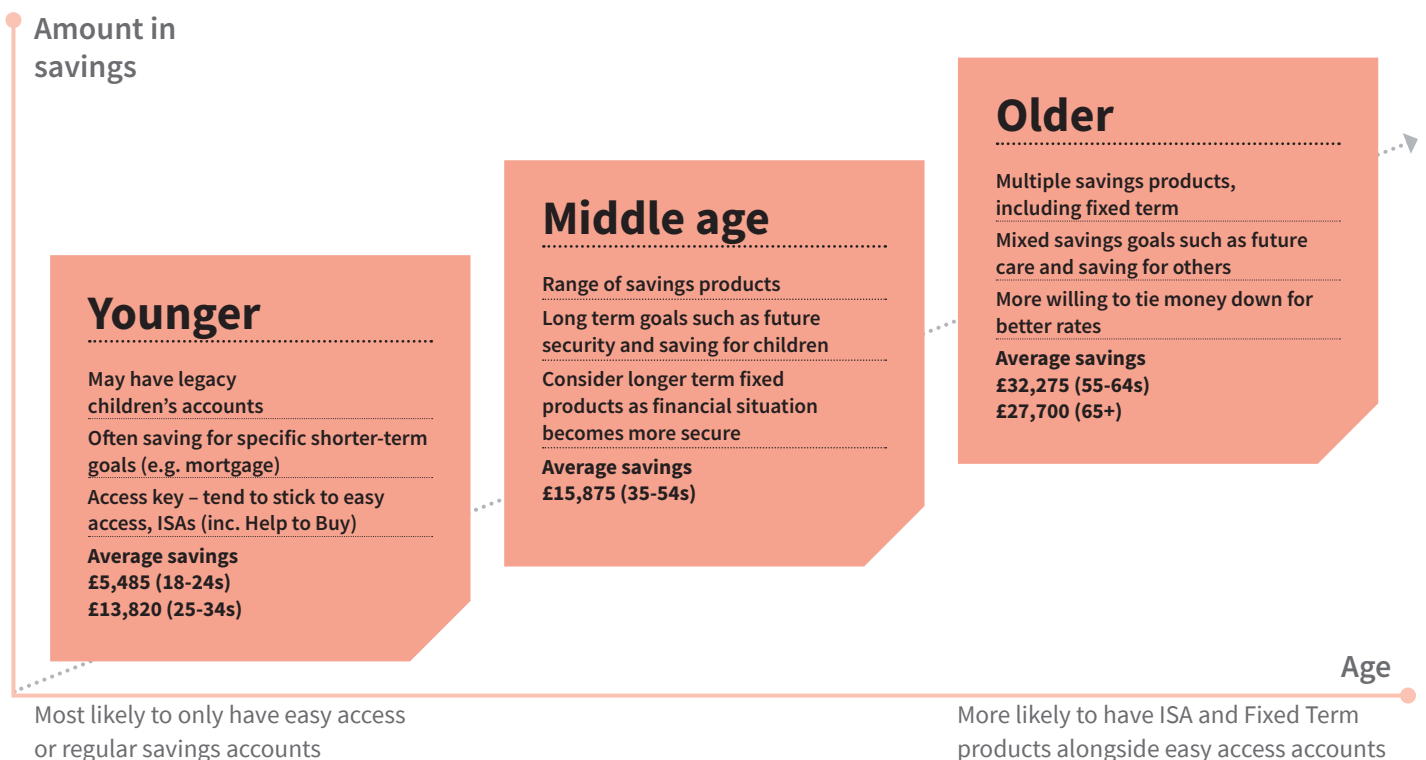 Amount in
savings
Older
Multiple savings products,
including fixed term
Mixed savings goals such as future
care and saving for others
More willing to tie money down for
better rates
Average savings
£32,275 (55-64s)
£27,700 (65+)
Middle age
Range of savings products
Long term goals such as future
security and saving for children
Consider longer term fixed
products as financial situation
becomes more secure
Average savings
£15,875 (35-54s)
Younger
May have legacy
children’s accounts
Often saving for specific shorter-term
goals (e.g. mortgage)
Access key – tend to stick to easy
access, ISAs (inc. Help to Buy)
Average savings
£5,485 (18-24s)
£13,820 (25-34s)
Age
Most likely to only have easy access
or regular savings accounts
More likely to have ISA and Fixed Term
products alongside easy access accounts